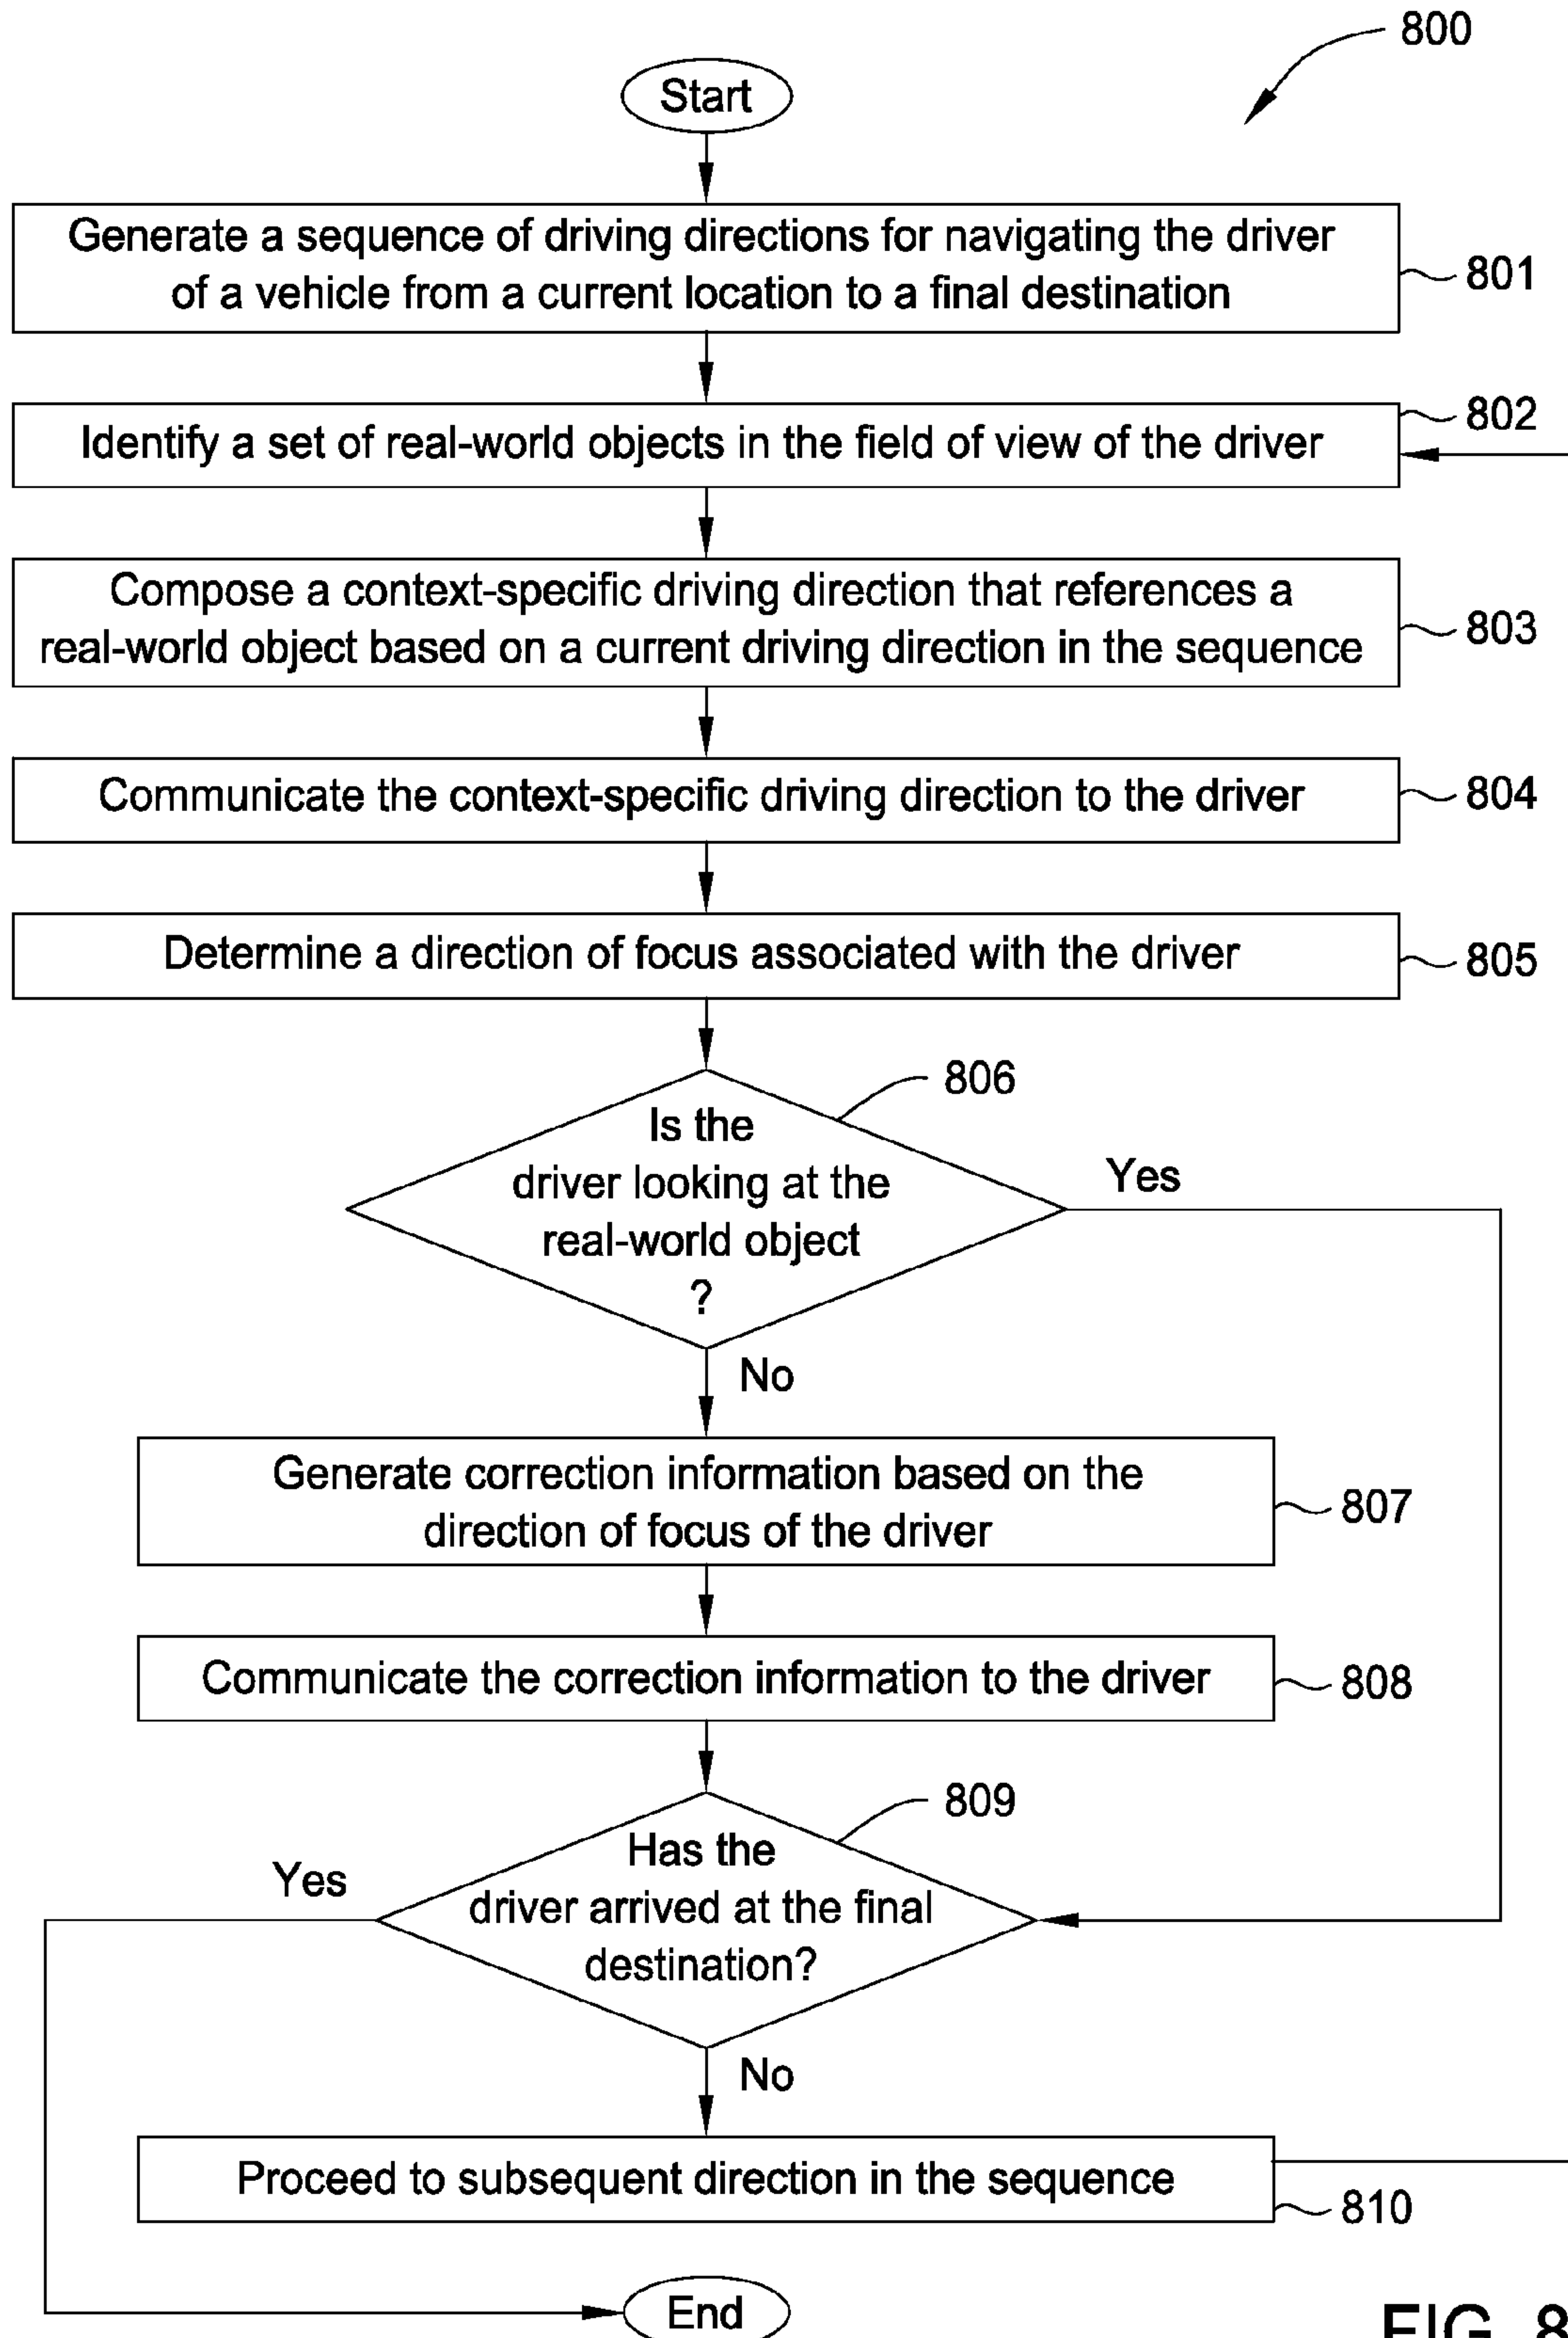 800
Start
Generate a sequence of driving directions for navigating the driver
of a vehicle from a current location to a final destination
801
Identify a set of real-world objects in the field of view of the driver
802
Compose a context-specific driving direction that references a
real-world object based on a current driving direction in the sequence
803
Communicate the context-specific driving direction to the driver
804
Determine a direction of focus associated with the driver
805
806
Is the
driver looking at the
real-world object
?
Yes
No
Generate correction information based on the
direction of focus of the driver
807
Communicate the correction information to the driver
808
809
Has the
driver arrived at the final
destination?
Yes
No
Proceed to subsequent direction in the sequence
810
End
FIG. 8